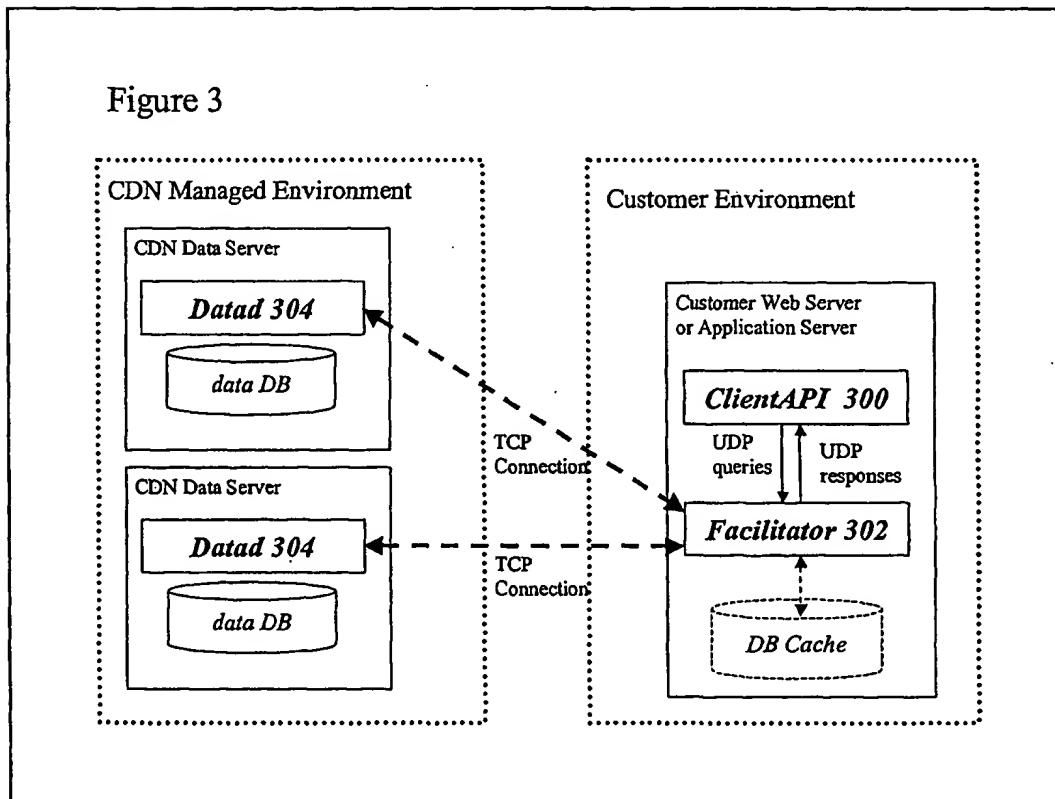 Figure 3
CDN Managed Environment
CDN Data Server
Datad 304
data DB
CDN Data Server
Datad 304
data DB
TCP
Connection
TCP
Connection
Customer Environment
Customer Web Server
or Application Server
ClientAPI 300
UDP
queries
UDP
responses
Facilitator 302
DB Cache